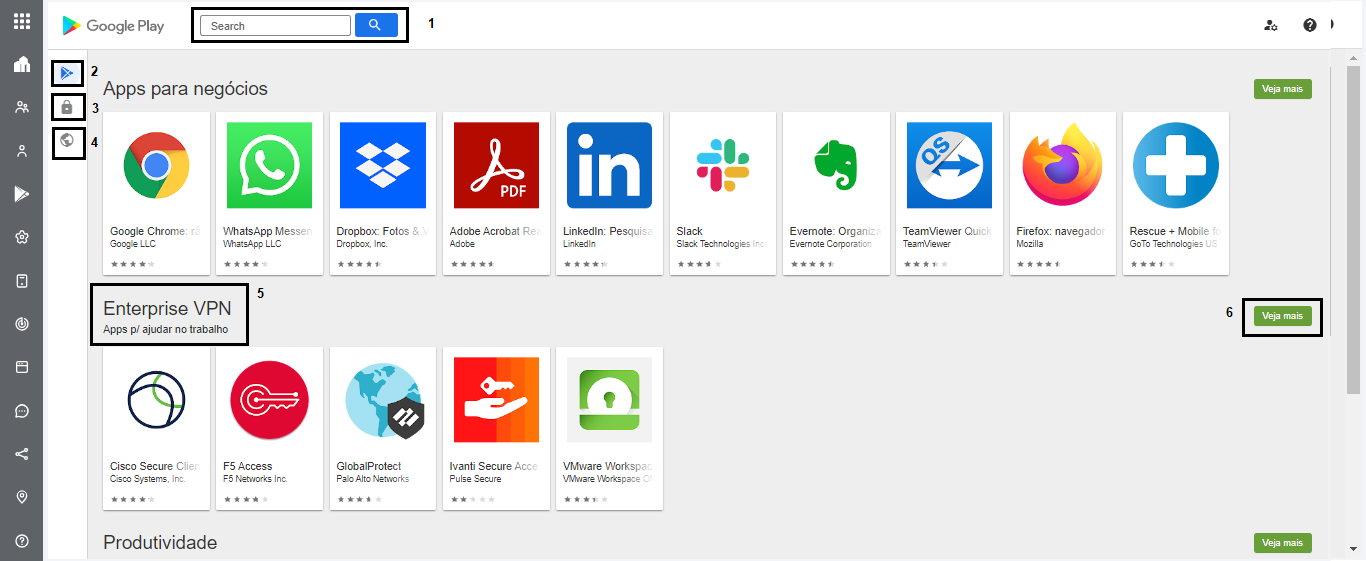 Google Play
Search
1
2
3
4
Apps para negócios
Veja mais
PDF
in
QS
Google Chrome: rá
Google LLC
WhatsApp Messen
WhatsApp LLC
Dropbox: Fotos & V
Dropbox, Inc.
Adobe Acrobat Rea
Adobe
LinkedIn: Pesquisa
LinkedIn
Slack
Slack Technologies Inc
Evernote: Organiza
Evernote Corporation
TeamViewer Quick
TeamViewer
Firefox: navegador
Mozilla
Rescue + Mobile fo
GoTo Technologies US
Enterprise VPN
Apps p/ ajudar no trabalho
5
6
Veja mais
Cisco Secure Clien
Cisco Systems, Inc.
F5 Access
F5 Networks Inc.
GlobalProtect
Palo Alto Networks
Ivanti Secure Acce
Pulse Secure
VMware Workspac
VMware Workspace ON
Produtividade
Veja mais